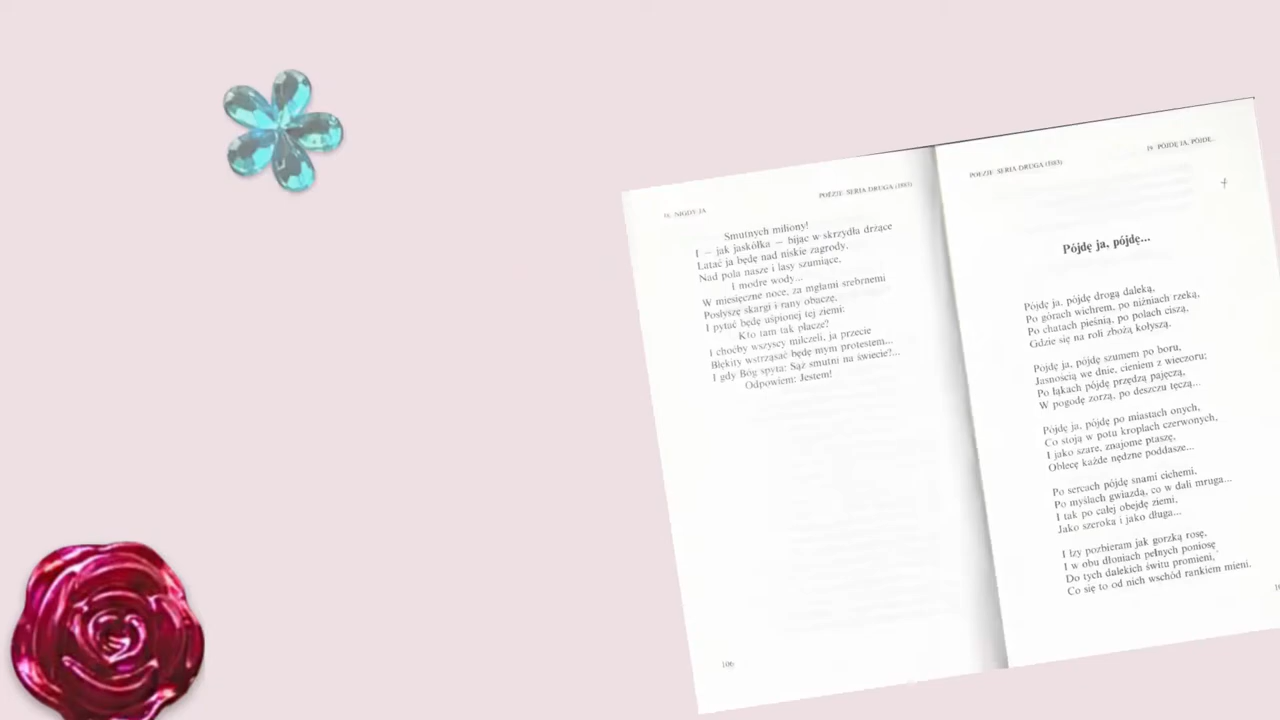 IV. NIGDY JA
POEZJE. SERIA DRUGA (1883)
Smutnych miliony!
I — jak jaskółka — bijąc w skrzydła drżące
Latać ja będę nad niskie zagrody,
Nad pola nasze i lasy szumiące,
I modre wody...
W miesięczne noce, za mgłami srebrnemi
Posłyszę skargi i rany obaczę,
I pytać będę uśpionej tej ziemi:
Kto tam tak płacze?
I choćby wszyscy milczeli, ja przecie
Błękity wstrząsać będę mym protestem...
I gdy Bóg spyta: Sąż smutni na świecie?...
Odpowiem: Jestem!
106
POEZJE. SERIA DRUGA (1883)
IV. PÓJDĘ JA, PÓJDĘ...
Pójdę ja, pójdę...
Pójdę ja, pójdę drogą daleką,
Po górach wichrem, po niżniach rzeką,
Po chatach pieśnią, po polach ciszą,
Gdzie się na roli zbożą kołyszą.
Pójdę ja, pójdę szumem po boru,
Jasnością we dnie, cieniem z wieczoru;
Po łąkach pójdę przędzą pajęczą,
W pogodę zorzą, po deszczu tęczą...
Pójdę ja, pójdę po miastach onych,
Co stoją w potu kroplach czerwonych,
I jako szare, znajome ptaszę,
Oblecę każde nędzne poddasze...
Po sercach pójdę snami cichemi,
Po myślach gwiazdą, co w dali mruga...
I tak po całej obejdę ziemi,
Jako szeroka i jako długa...
I łzy pozbieram jak gorzką rosę,
I w obu dłoniach pełnych poniosę
Do tych dalekich świtu promieni,
Co się to od nich wschód rankiem mieni.